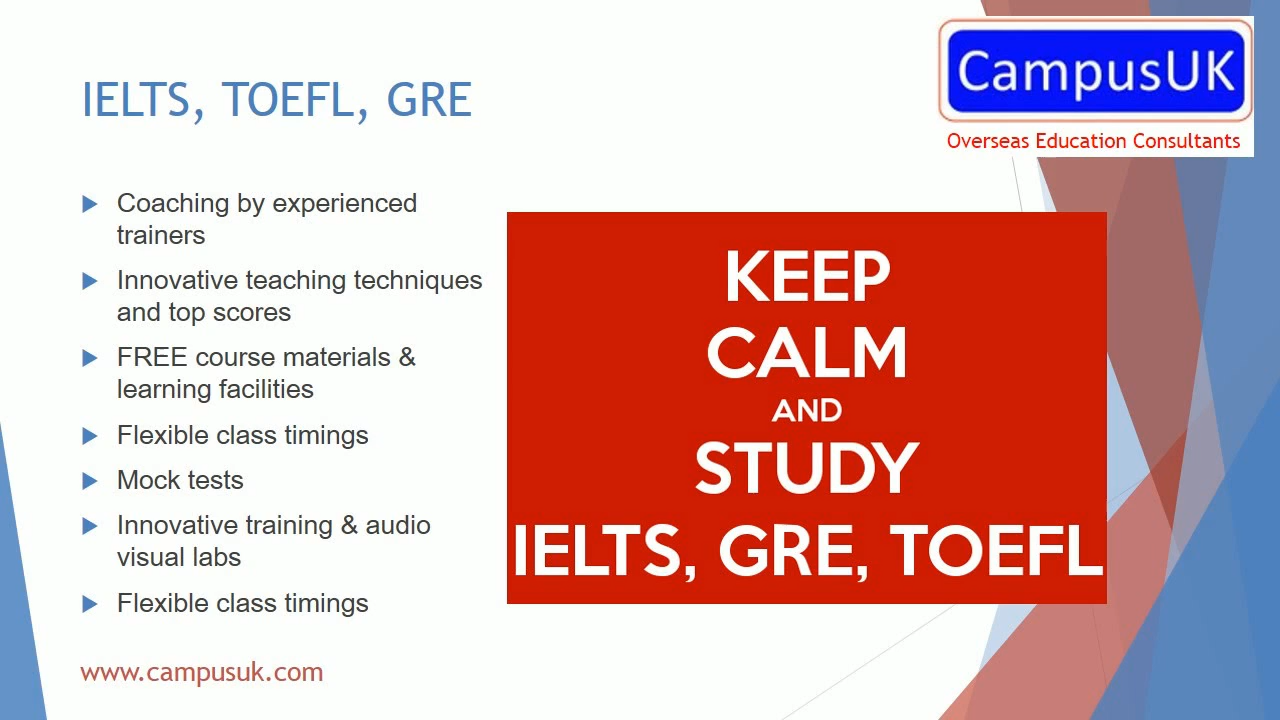 IELTS, TOEFL, GRE
CampusUK
Overseas Education Consultants
Coaching by experienced
trainers
Innovative teaching techniques
and top scores
FREE course materials &
learning facilities
Flexible class timings
Mock tests
Innovative training & audio
visual labs
Flexible class timings
KEEP
CALM
AND
STUDY
IELTS, GRE, TOEFL
www.campusuk.com